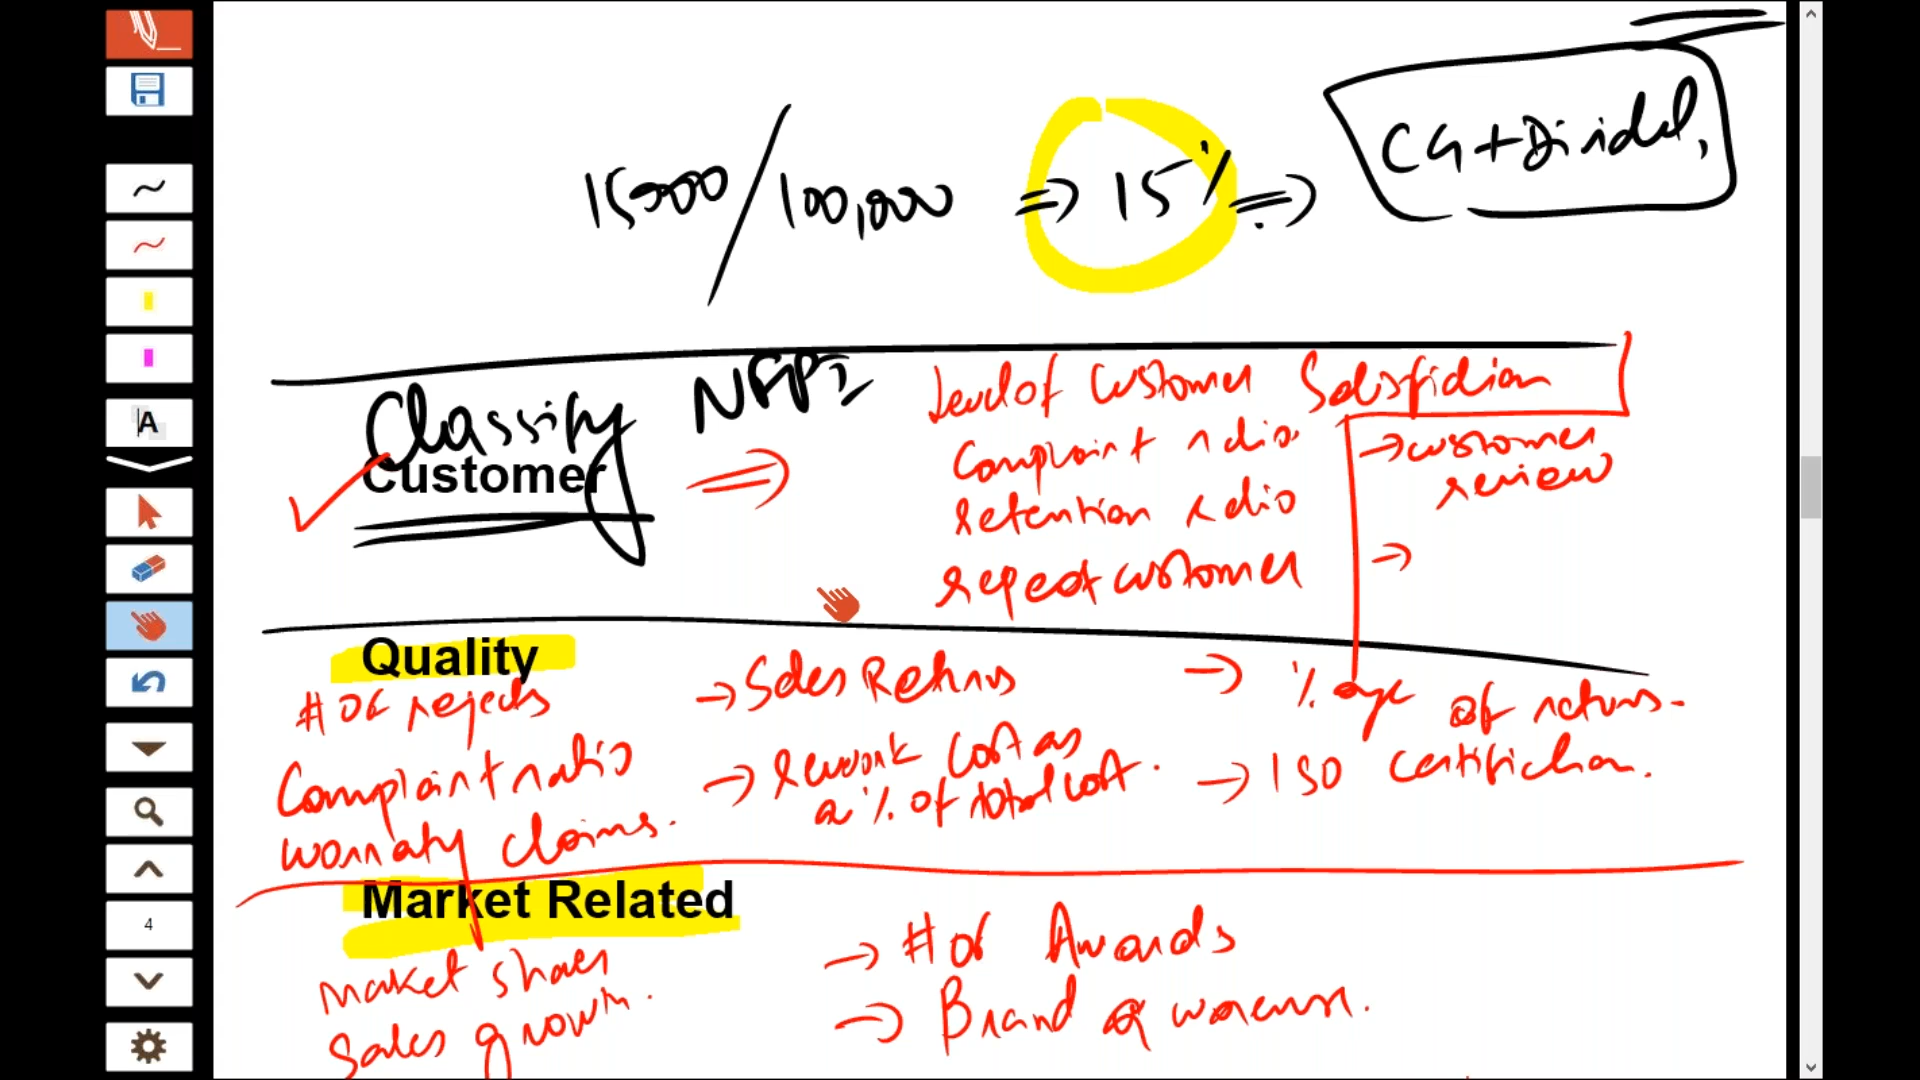 15000/100,000 => 15% => CG + Dividend,
Classify NFPI
Customer =>
Level of Customer Satisfaction
Complaint ratio
retention ratio
repeat customer
→ customer
review
→
Quality
# of rejects → Sales Returns → %age of returns.
Complaint ratio → rework cost as → ISO certification.
a % of total cost.
warranty claims.
Market Related
market share → # of Awards
Sales growth. → Brand awareness.
A
4